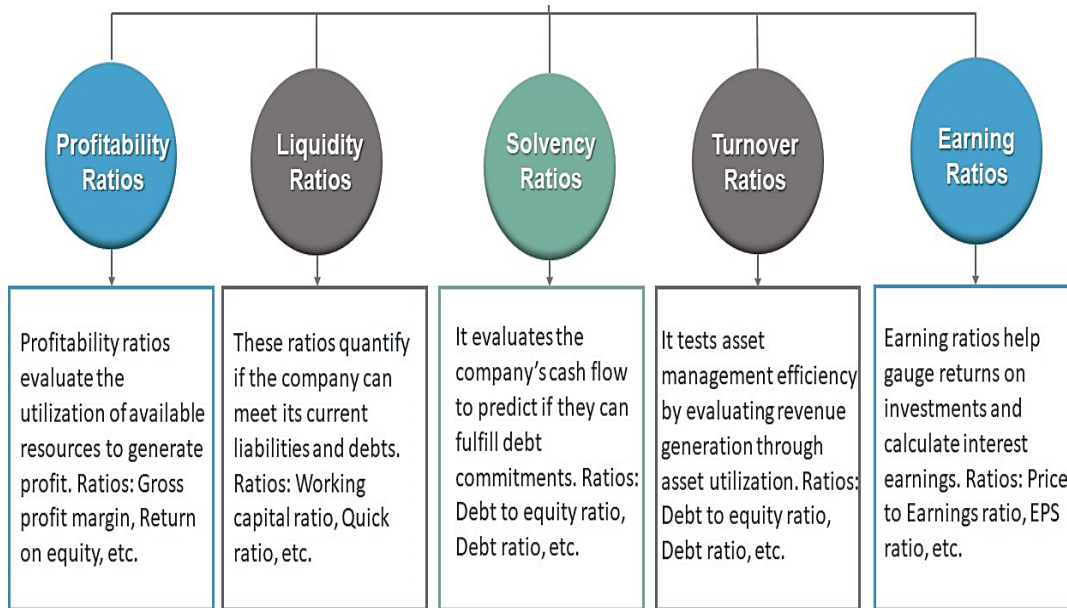 Profitability
Ratios
Liquidity
Ratios
Solvency
Ratios
Turnover
Ratios
Earning
Ratios
Profitability ratios
evaluate the
utilization of available
resources to generate
profit. Ratios: Gross
profit margin, Return
on equity, etc.
These ratios quantify
if the company can
meet its current
liabilities and debts.
Ratios: Working
capital ratio, Quick
ratio, etc.
It evaluates the
company's cash flow
to predict if they can
fulfill debt
commitments. Ratios:
Debt to equity ratio,
Debt ratio, etc.
It tests asset
management efficiency
by evaluating revenue
generation through
asset utilization. Ratios:
Debt to equity ratio,
Debt ratio, etc.
Earning ratios help
gauge returns on
investments and
calculate interest
earnings. Ratios: Price
to Earnings ratio, EPS
ratio, etc.